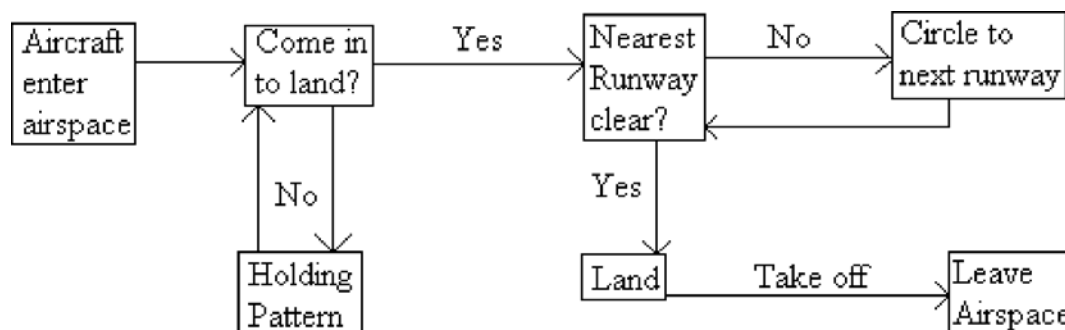 Aircraft
enter
airspace
Come in
to land?
Yes
Nearest
Runway
clear?
No
Circle to
next runway
No
Holding
Pattern
Yes
Land
Take off
Leave
Airspace